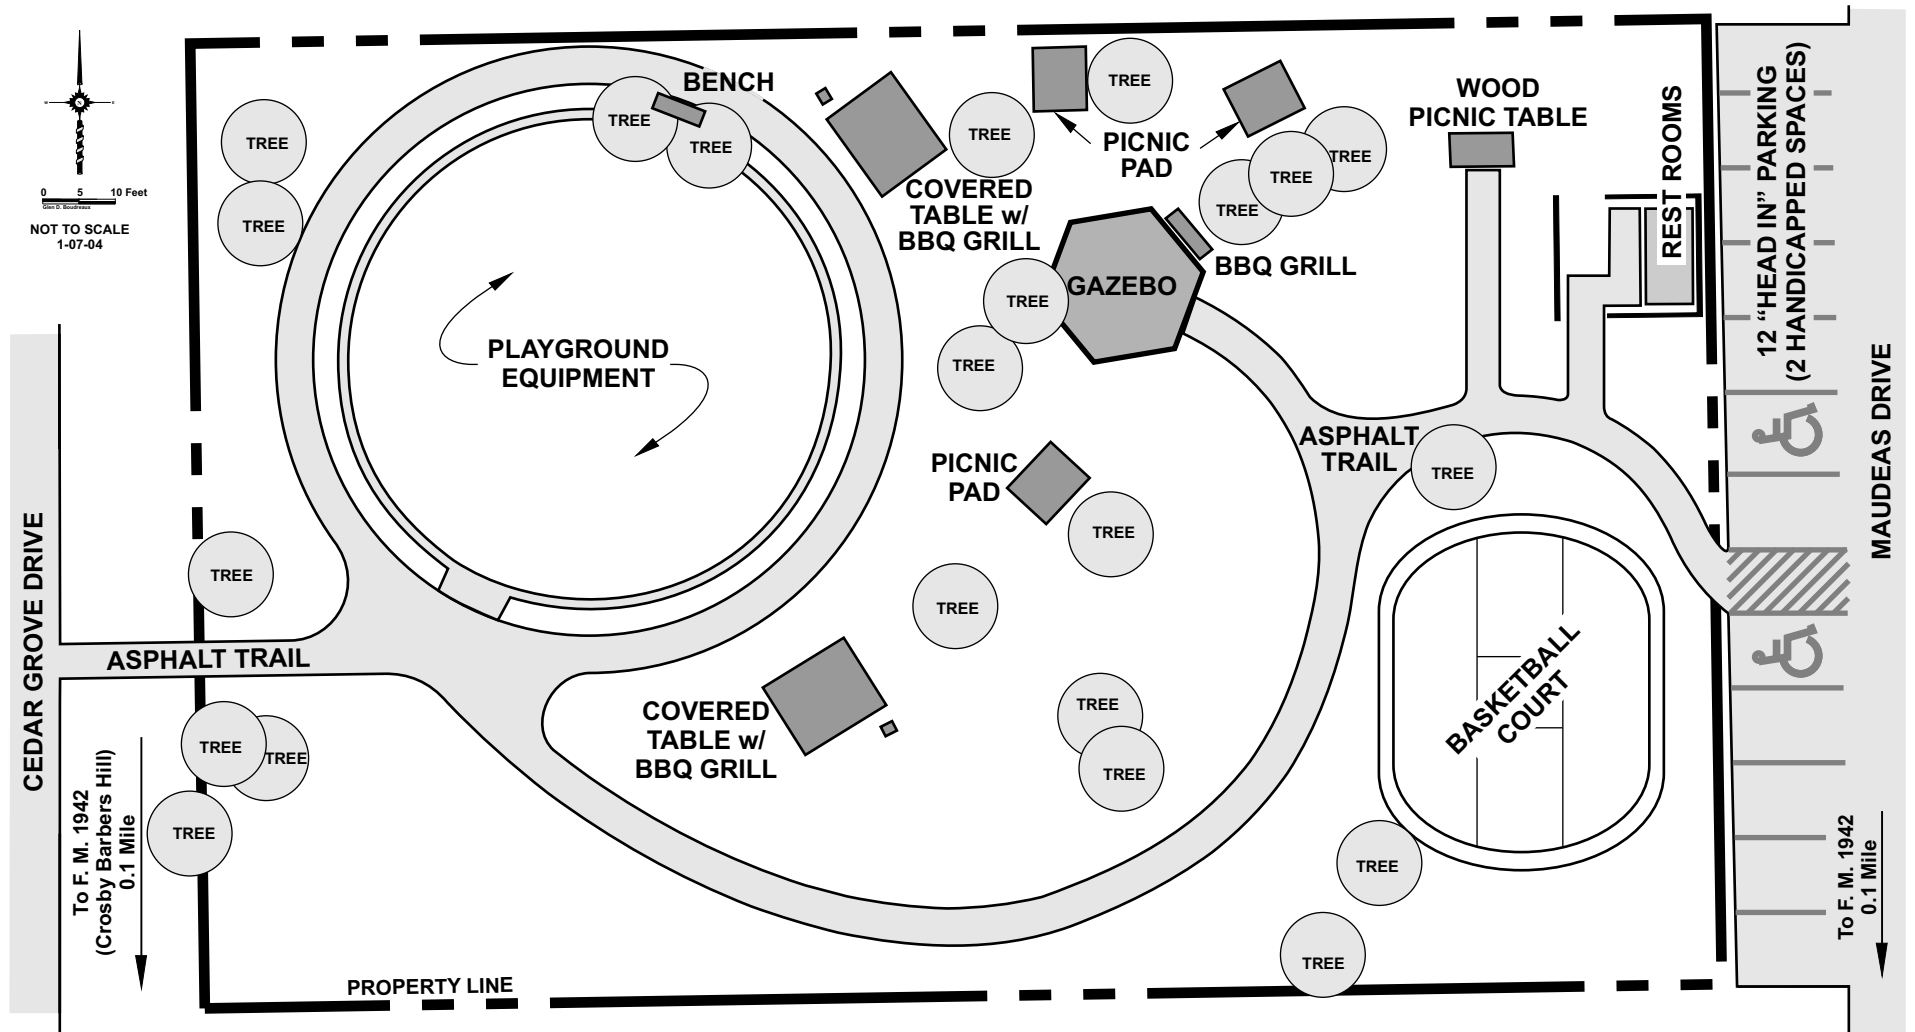 N
W
E
0 5 10 Feet
Glen D. Boudreaux
NOT TO SCALE
1-07-04
BENCH
TREE
TREE
TREE
TREE
TREE
TREE
COVERED
TABLE w/
BBQ GRILL
PICNIC
PAD
TREE
TREE
TREE
WOOD
PICNIC TABLE
REST ROOMS
12 “HEAD IN” PARKING
(2 HANDICAPPED SPACES)
GAZEBO
BBQ GRILL
TREE
TREE
PLAYGROUND
EQUIPMENT
ASPHALT
TRAIL
TREE
MAUDEAS DRIVE
PICNIC
PAD
TREE
TREE
TREE
CEDAR GROVE DRIVE
ASPHALT TRAIL
TREE
TREE
TREE
COVERED
TABLE w/
BBQ GRILL
TREE
TREE
BASKETBALL
COURT
To F. M. 1942
(Crosby Barbers Hill)
0.1 Mile
TREE
TREE
To F. M. 1942
0.1 Mile
PROPERTY LINE